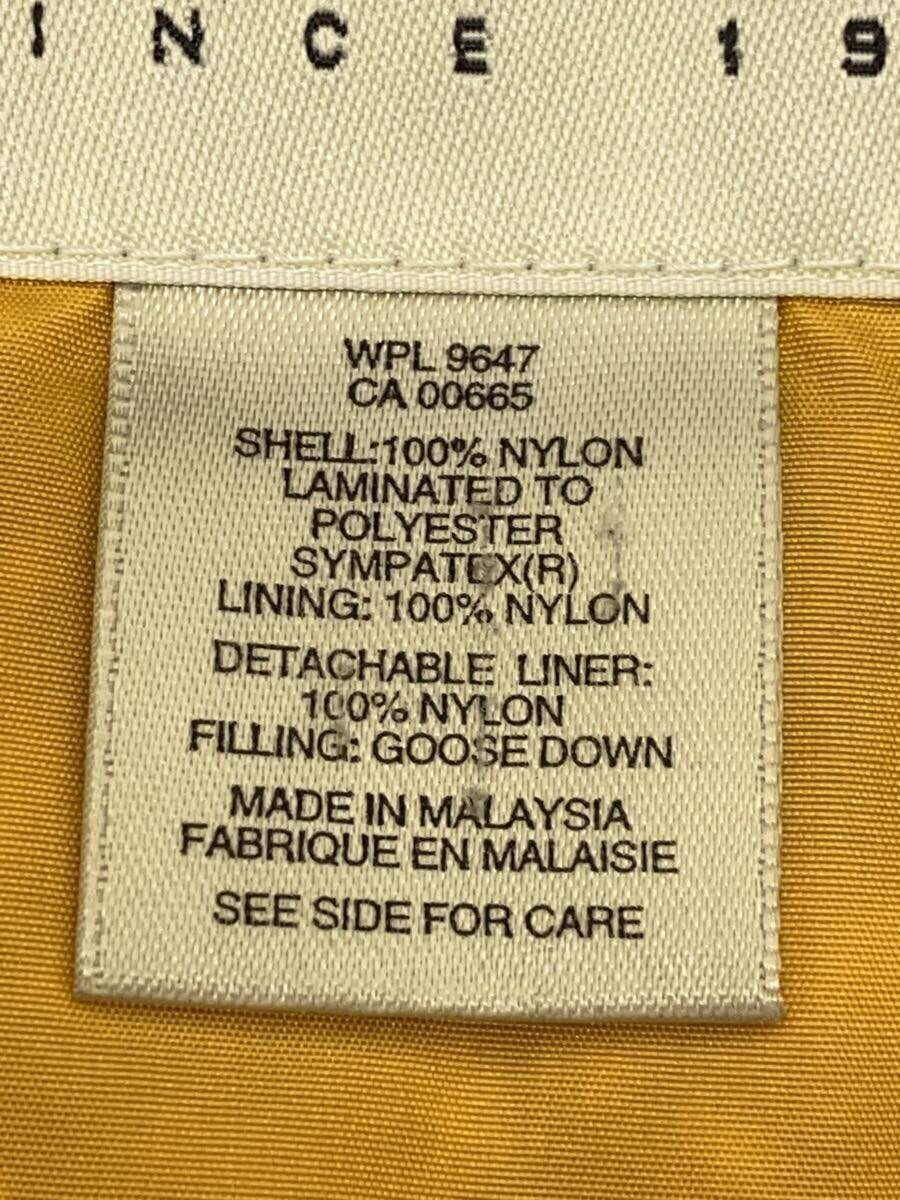 INCE 19
WPL 9647
CA 00665
SHELL:100% NYLON
LAMINATED TO
POLYESTER
SYMPATEX(R)
LINING: 100% NYLON
DETACHABLE LINER:
100% NYLON
FILLING: GOOSE DOWN
MADE IN MALAYSIA
FABRIQUE EN MALAISIE
SEE SIDE FOR CARE